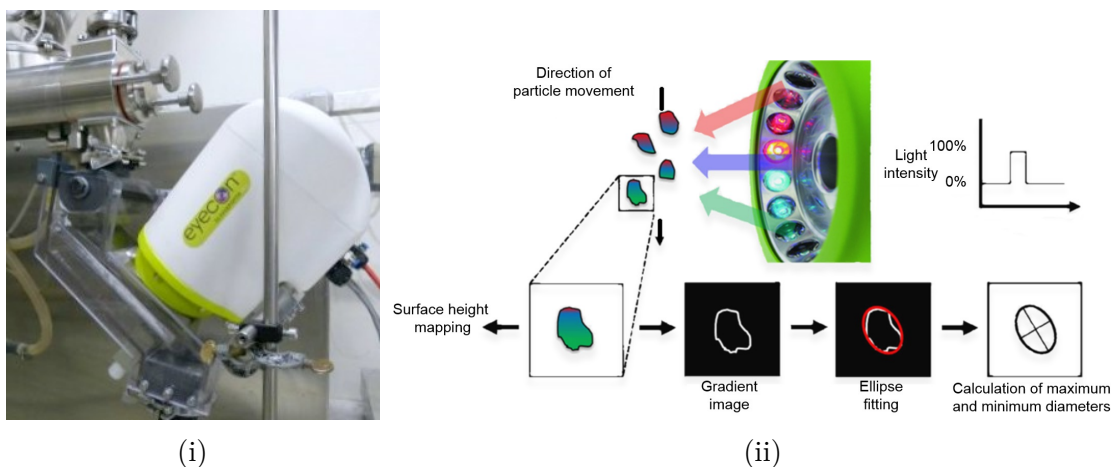 eyecon
Direction of
particle movement
Light
intensity
100%
0%
Surface height
mapping
Gradient
image
Ellipse
fitting
Calculation of maximum
and minimum diameters
(i)
(ii)